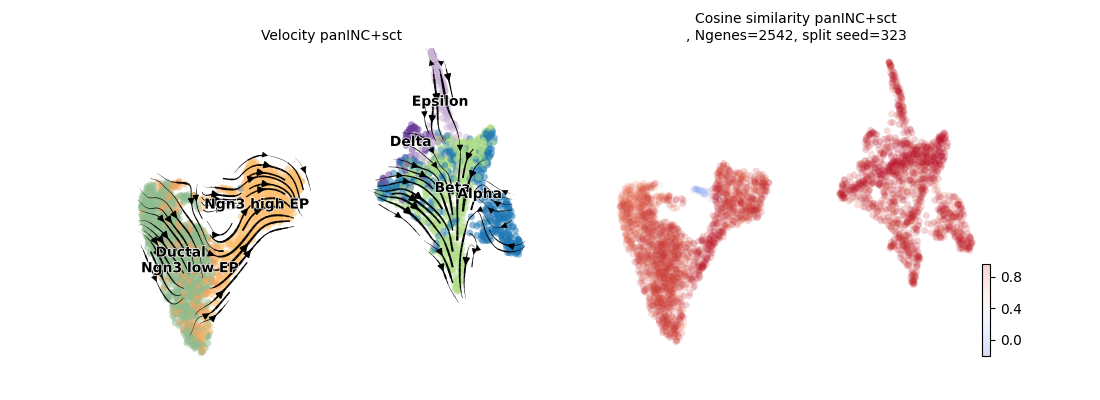 Velocity panINC+sct
Epsilon
Delta
Beta
Alpha
Ngn3 high EP
Ductal
Ngn3 low EP
Cosine similarity panINC+sct
, Ngenes=2542, split seed=323
0.8
0.4
0.0